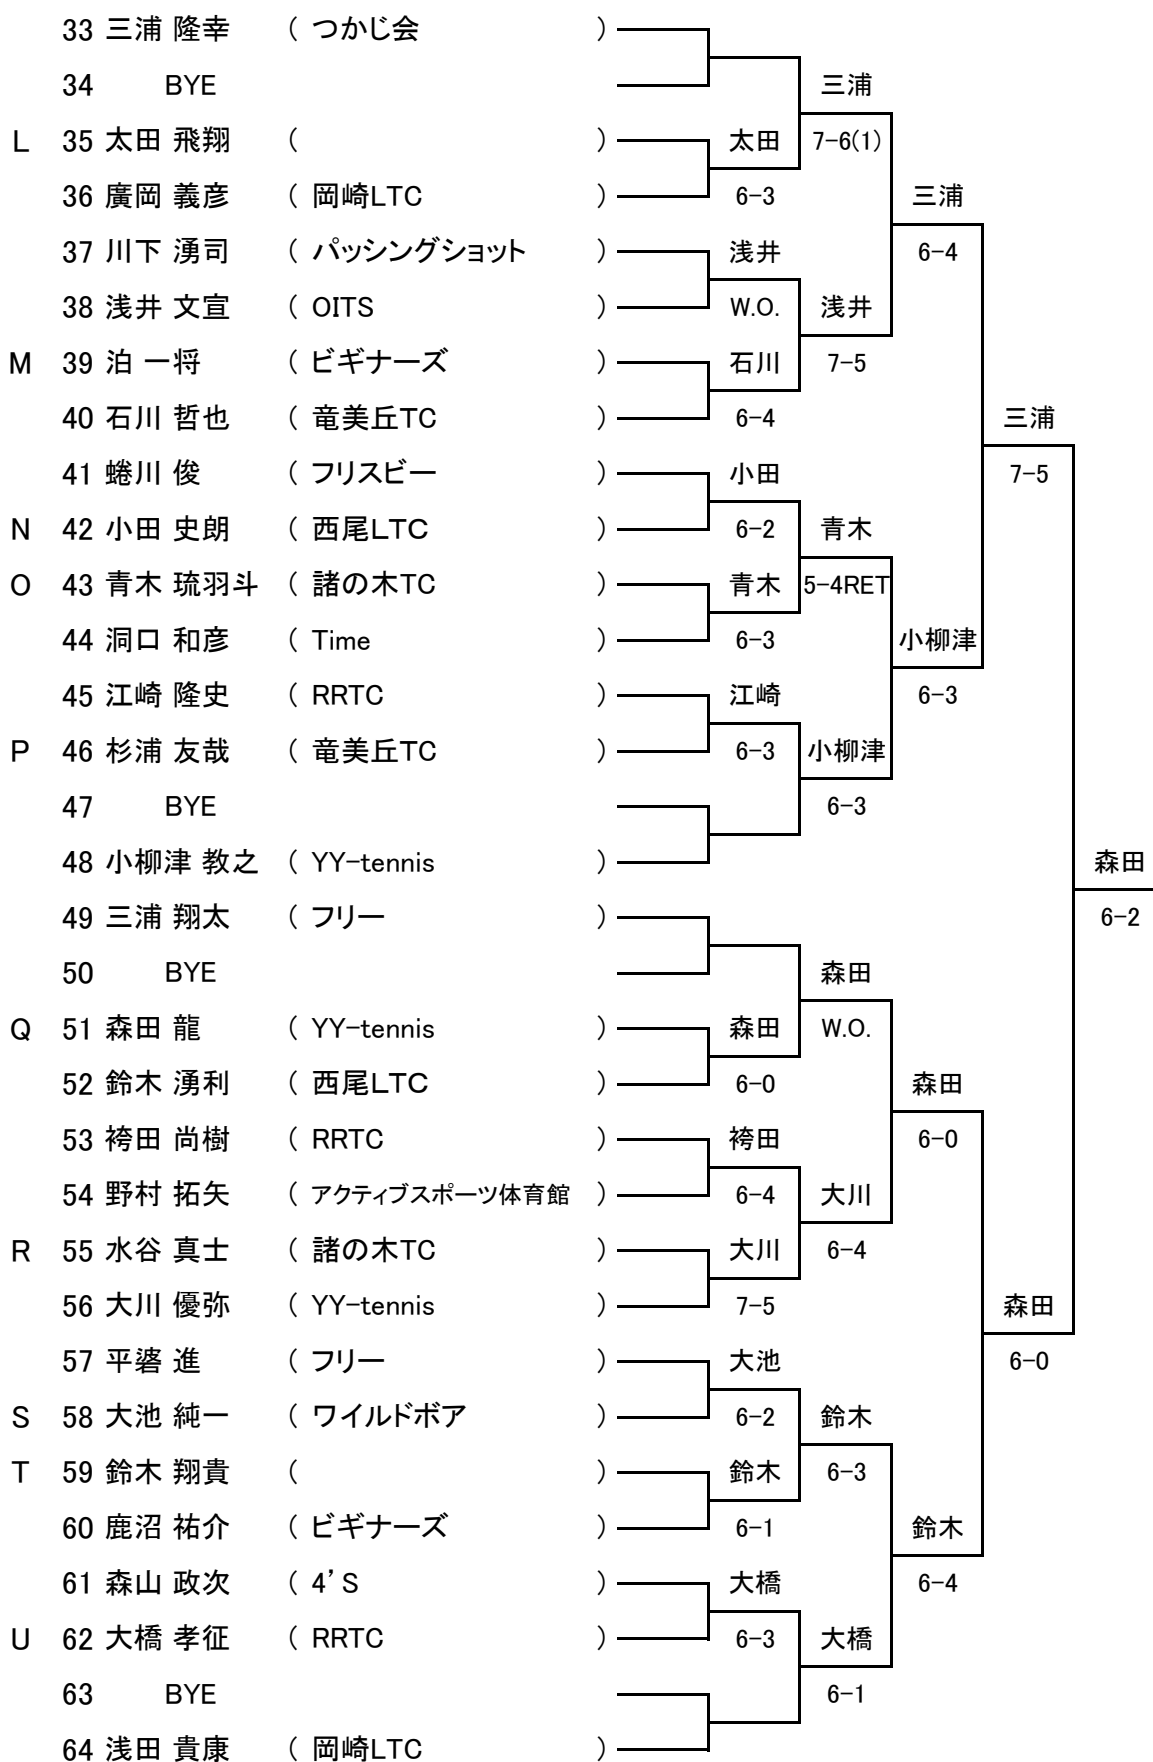 33 三浦 隆幸 ( つかじ会 )
34 BYE 三浦
L 35 太田 飛翔 ( ) 太田 7-6(1)
36 廣岡 義彦 ( 岡崎LTC ) 6-3 三浦
37 川下 湧司 ( パッシングショット ) 浅井 6-4
38 浅井 文宣 ( OITS ) W.O. 浅井
M 39 泊 一将 ( ビギナーズ ) 石川 7-5
40 石川 哲也 ( 竜美丘TC ) 6-4 三浦
41 蜷川 俊 ( フリスビー ) 小田 7-5
N 42 小田 史朗 ( 西尾LTC ) 6-2 青木
O 43 青木 琉羽斗 ( 諸の木TC ) 青木 5-4RET
44 洞口 和彦 ( Time ) 6-3 小柳津
45 江崎 隆史 ( RRTC ) 江崎 6-3
P 46 杉浦 友哉 ( 竜美丘TC ) 6-3 小柳津
47 BYE 6-3
48 小柳津 教之 ( YY-tennis ) 森田
49 三浦 翔太 ( フリー ) 6-2
50 BYE 森田
Q 51 森田 龍 ( YY-tennis ) 森田 W.O.
52 鈴木 湧利 ( 西尾LTC ) 6-0 森田
53 袴田 尚樹 ( RRTC ) 袴田 6-0
54 野村 拓矢 ( アクティブスポーツ体育館 ) 6-4 大川
R 55 水谷 真士 ( 諸の木TC ) 大川 6-4
56 大川 優弥 ( YY-tennis ) 7-5 森田
57 平碆 進 ( フリー ) 大池 6-0
S 58 大池 純一 ( ワイルドボア ) 6-2 鈴木
T 59 鈴木 翔貴 ( ) 鈴木 6-3
60 鹿沼 祐介 ( ビギナーズ ) 6-1 鈴木
61 森山 政次 ( 4’S ) 大橋 6-4
U 62 大橋 孝征 ( RRTC ) 6-3 大橋
63 BYE 6-1
64 浅田 貴康 ( 岡崎LTC )